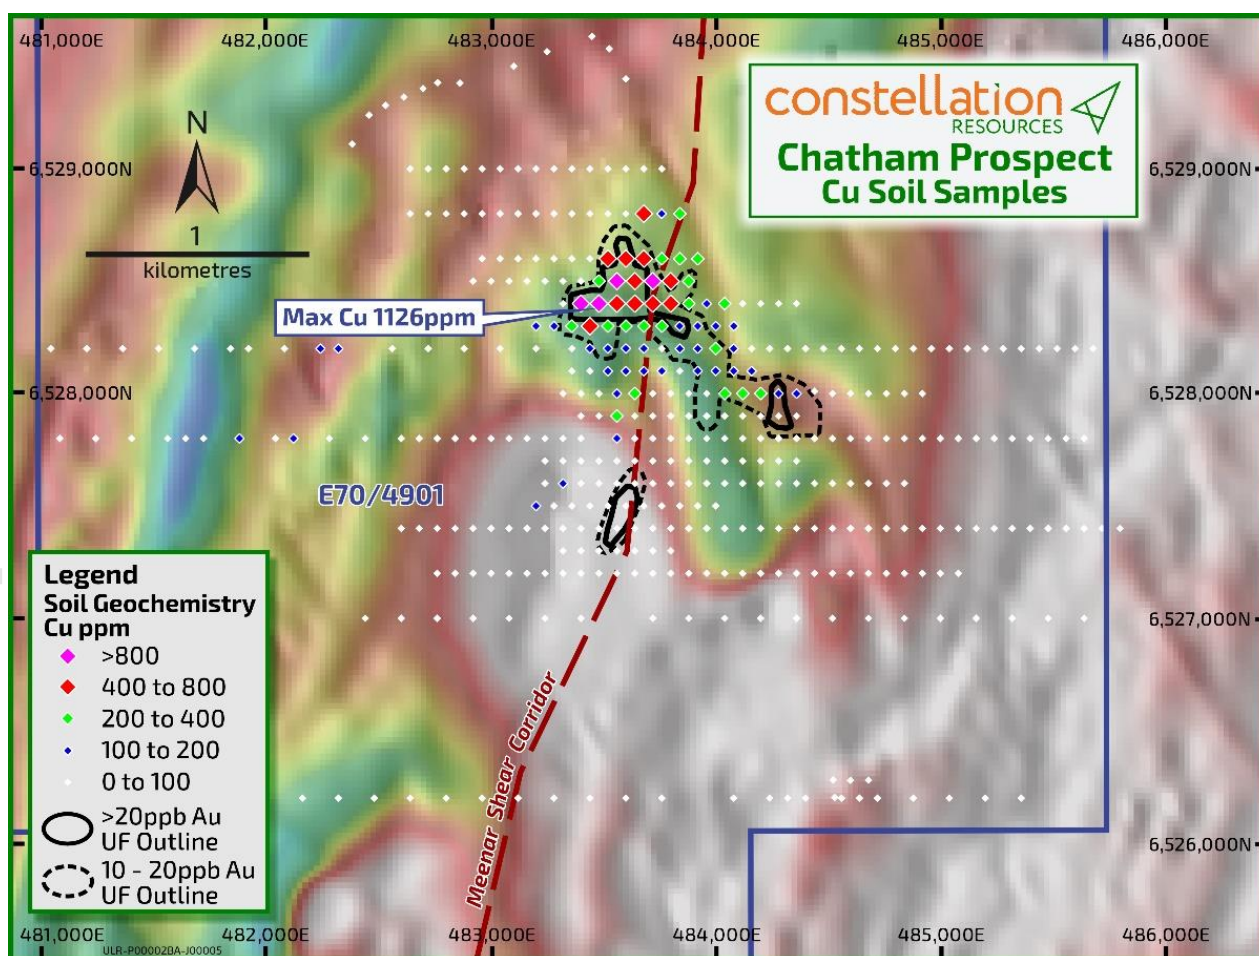 481,000E 482,000E 483,000E 484,000E 485,000E 486,000E
constellation
RESOURCES
Chatham Prospect
Cu Soil Samples
N
6,529,000N 6,529,000N
1
kilometres
Max Cu 1126ppm
6,528,000N 6,528,000N
E70/4901
Legend
Soil Geochemistry
Cu ppm
>800
400 to 800
200 to 400
100 to 200
0 to 100
>20ppb Au
UF Outline
10 - 20ppb Au
UF Outline
6,527,000N
Meenar Shear Corridor
6,526,000N
481,000E 482,000E 483,000E 484,000E 485,000E 486,000E
ULR-P00002BA-J00005